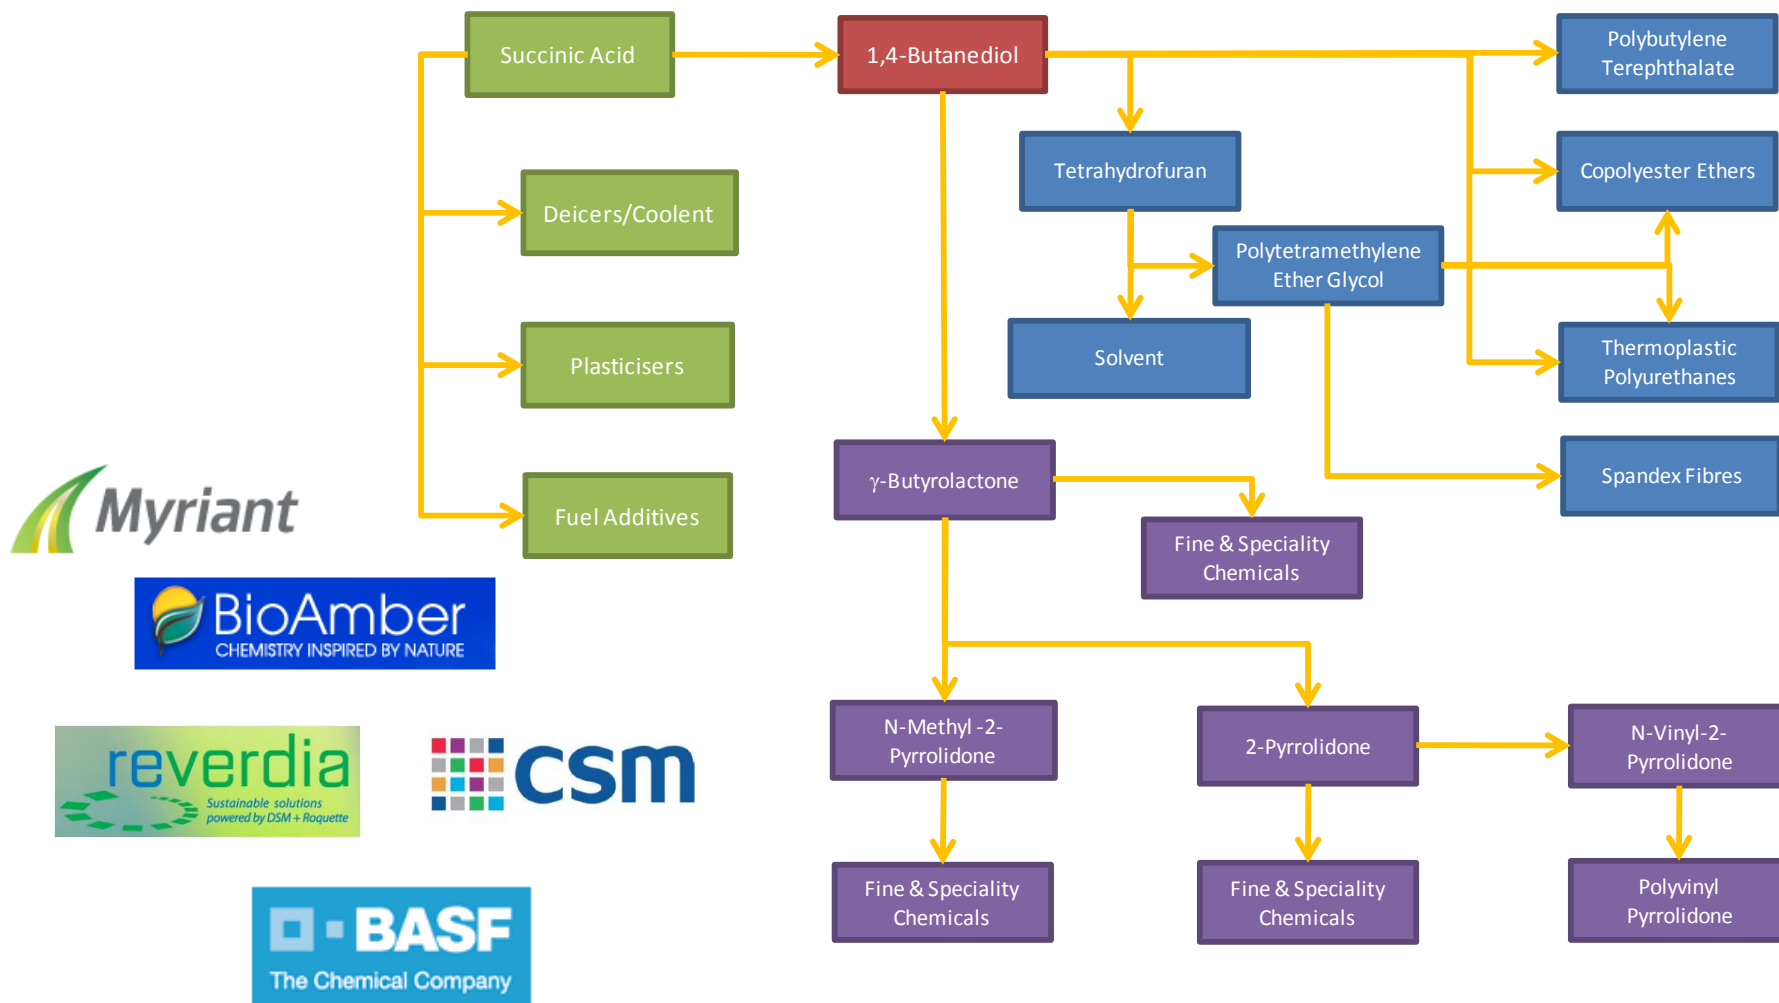 Succinic Acid
1,4-Butanediol
Polybutylene
Terephthalate
Tetrahydrofuran
Copolyester Ethers
Deicers/Coolent
Polytetramethylene
Ether Glycol
Solvent
Thermoplastic
Polyurethanes
Plasticisers
γ-Butyrolactone
Spandex Fibres
Fuel Additives
Fine & Speciality
Chemicals
Myriant
BioAmber
CHEMISTRY INSPIRED BY NATURE
reverdia
Sustainable solutions
powered by DSM + Roquette
csm
N-Methyl -2-
Pyrrolidone
2-Pyrrolidone
N-Vinyl-2-
Pyrrolidone
Fine & Speciality
Chemicals
Fine & Speciality
Chemicals
Polyvinyl
Pyrrolidone
BASF
The Chemical Company